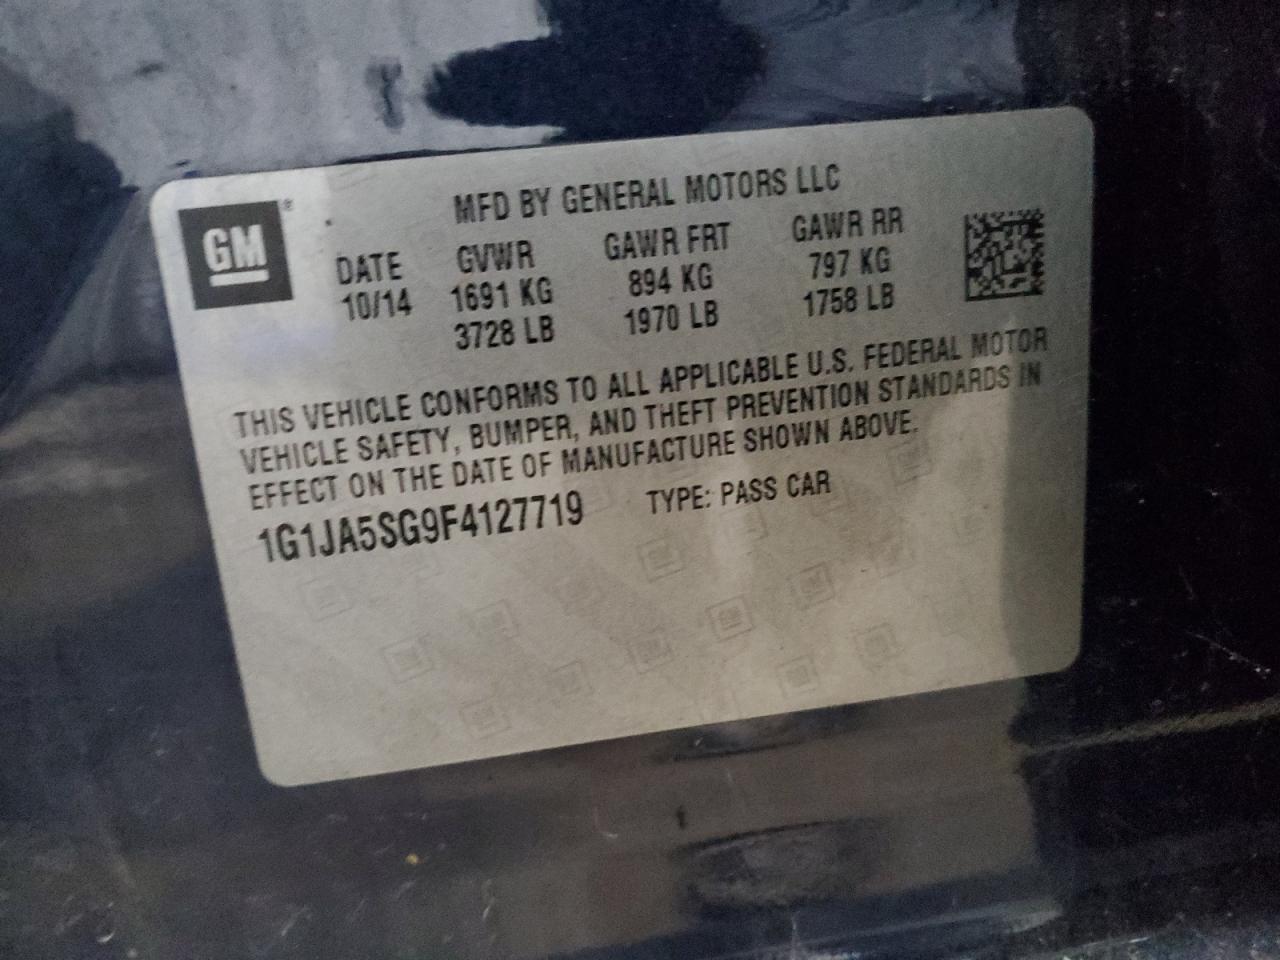 GM®
MFD BY GENERAL MOTORS LLC
DATE GVWR GAWR FRT GAWR RR
10/14 1691 KG 894 KG 797 KG
3728 LB 1970 LB 1758 LB
THIS VEHICLE CONFORMS TO ALL APPLICABLE U.S. FEDERAL MOTOR
VEHICLE SAFETY, BUMPER, AND THEFT PREVENTION STANDARDS IN
EFFECT ON THE DATE OF MANUFACTURE SHOWN ABOVE.
1G1JA5SG9F4127719 TYPE: PASS CAR